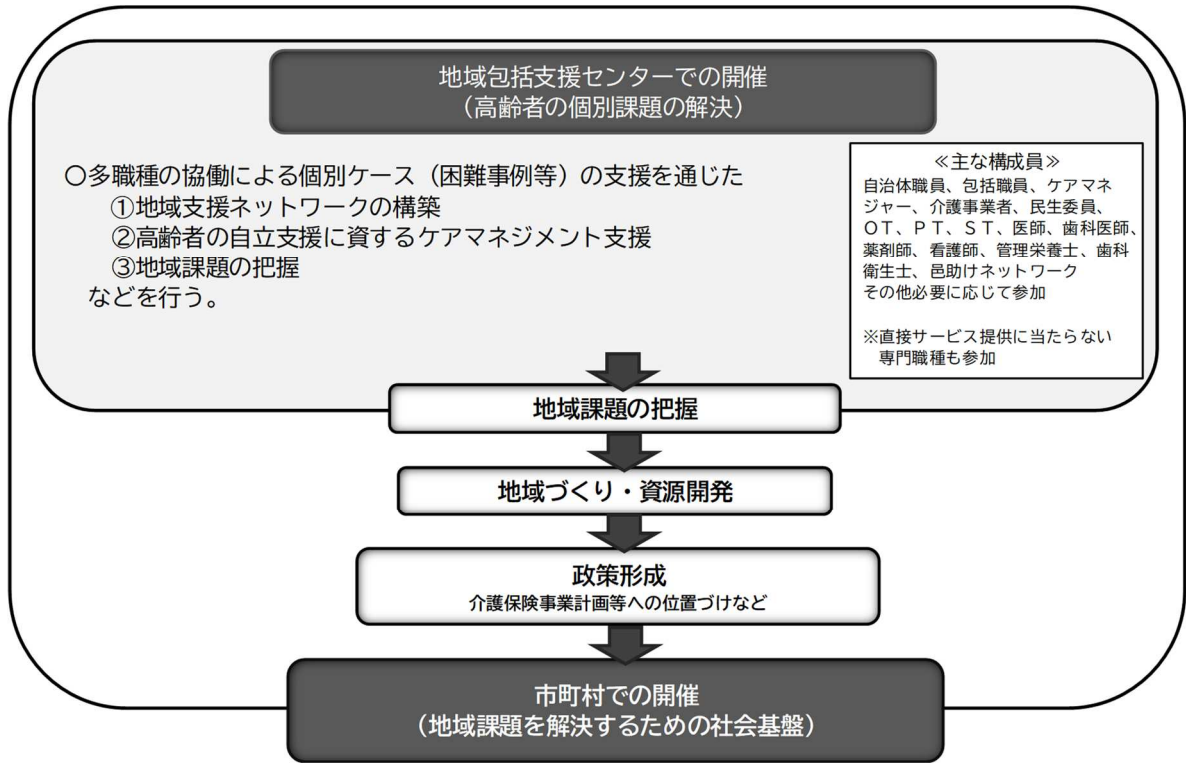 地域包括支援センターでの開催
（高齢者の個別課題の解決）
〇多職種の協働による個別ケース（困難事例等）の支援を通じた
①地域支援ネットワークの構築
②高齢者の自立支援に資するケアマネジメント支援
③地域課題の把握
などを行う。
≪主な構成員≫
自治体職員、包括職員、ケアマネ
ジャー、介護事業者、民生委員、
ＯＴ、ＰＴ、ＳＴ、医師、歯科医師、
薬剤師、看護師、管理栄養士、歯科
衛生士、邑助けネットワーク
その他必要に応じて参加
※直接サービス提供に当たらない
専門職種も参加
地域課題の把握
地域づくり・資源開発
政策形成
介護保険事業計画等への位置づけなど
市町村での開催
（地域課題を解決するための社会基盤）